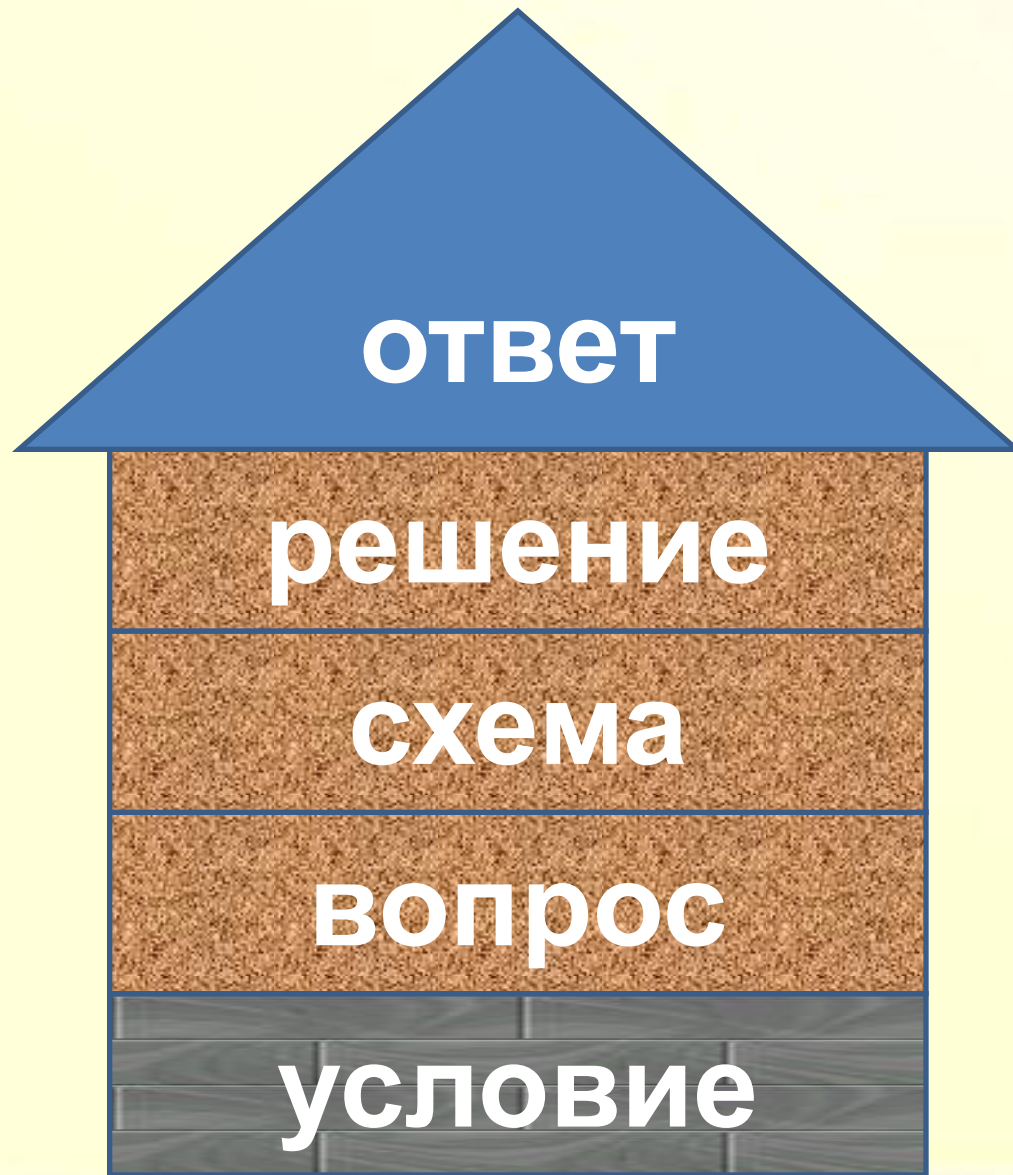 ответ
решение
схема
вопрос
условие